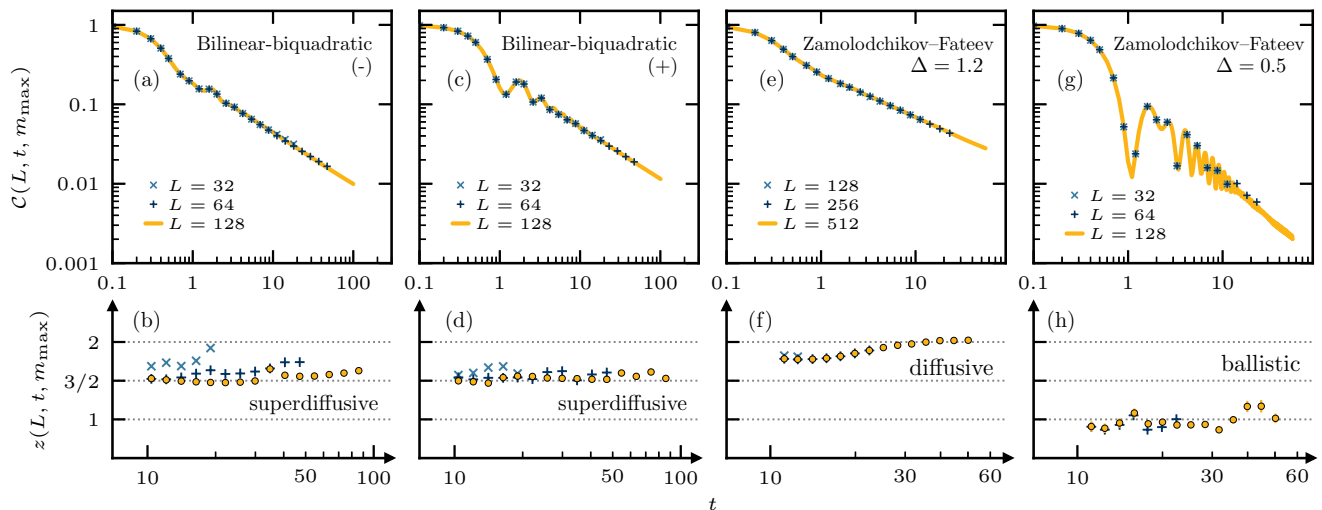 C(L, t, m_max)
1
0.1
0.01
0.001
Bilinear-biquadratic
(-)
(a)
L = 32
L = 64
L = 128
0.1 1 10 100
Bilinear-biquadratic
(+)
(c)
L = 32
L = 64
L = 128
0.1 1 10 100
Zamolodchikov–Fateev
Δ = 1.2
(e)
L = 128
L = 256
L = 512
0.1 1 10
Zamolodchikov–Fateev
Δ = 0.5
(g)
L = 32
L = 64
L = 128
0.1 1 10
z(L, t, m_max)
2
3/2
1
(b)
superdiffusive
10 50 100
(d)
superdiffusive
10 50 100
(f)
diffusive
10 30 60
(h)
ballistic
10 30 60
t